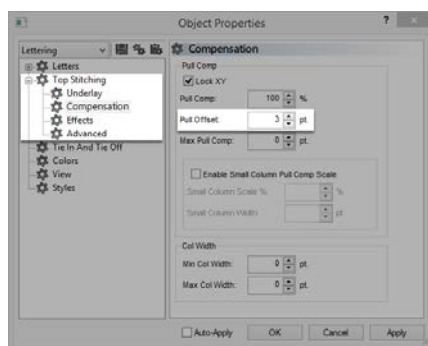 Object Properties ?
Lettering
Letters
Top Stitching
Underlay
Compensation
Effects
Advanced
Tie In And Tie Off
Colors
View
Styles
Compensation
Pull Comp
Lock XY
Pull Comp: 100 %
Pull Offset: 3 pt.
Max Pull Comp: 0 pt.
Enable Small Column Pull Comp Scale
Small Column Scale % %
Small Column Width pt
Col Width
Min Col Width: 0 pt.
Max Col Width: 0 pt.
Auto-Apply OK Cancel Apply